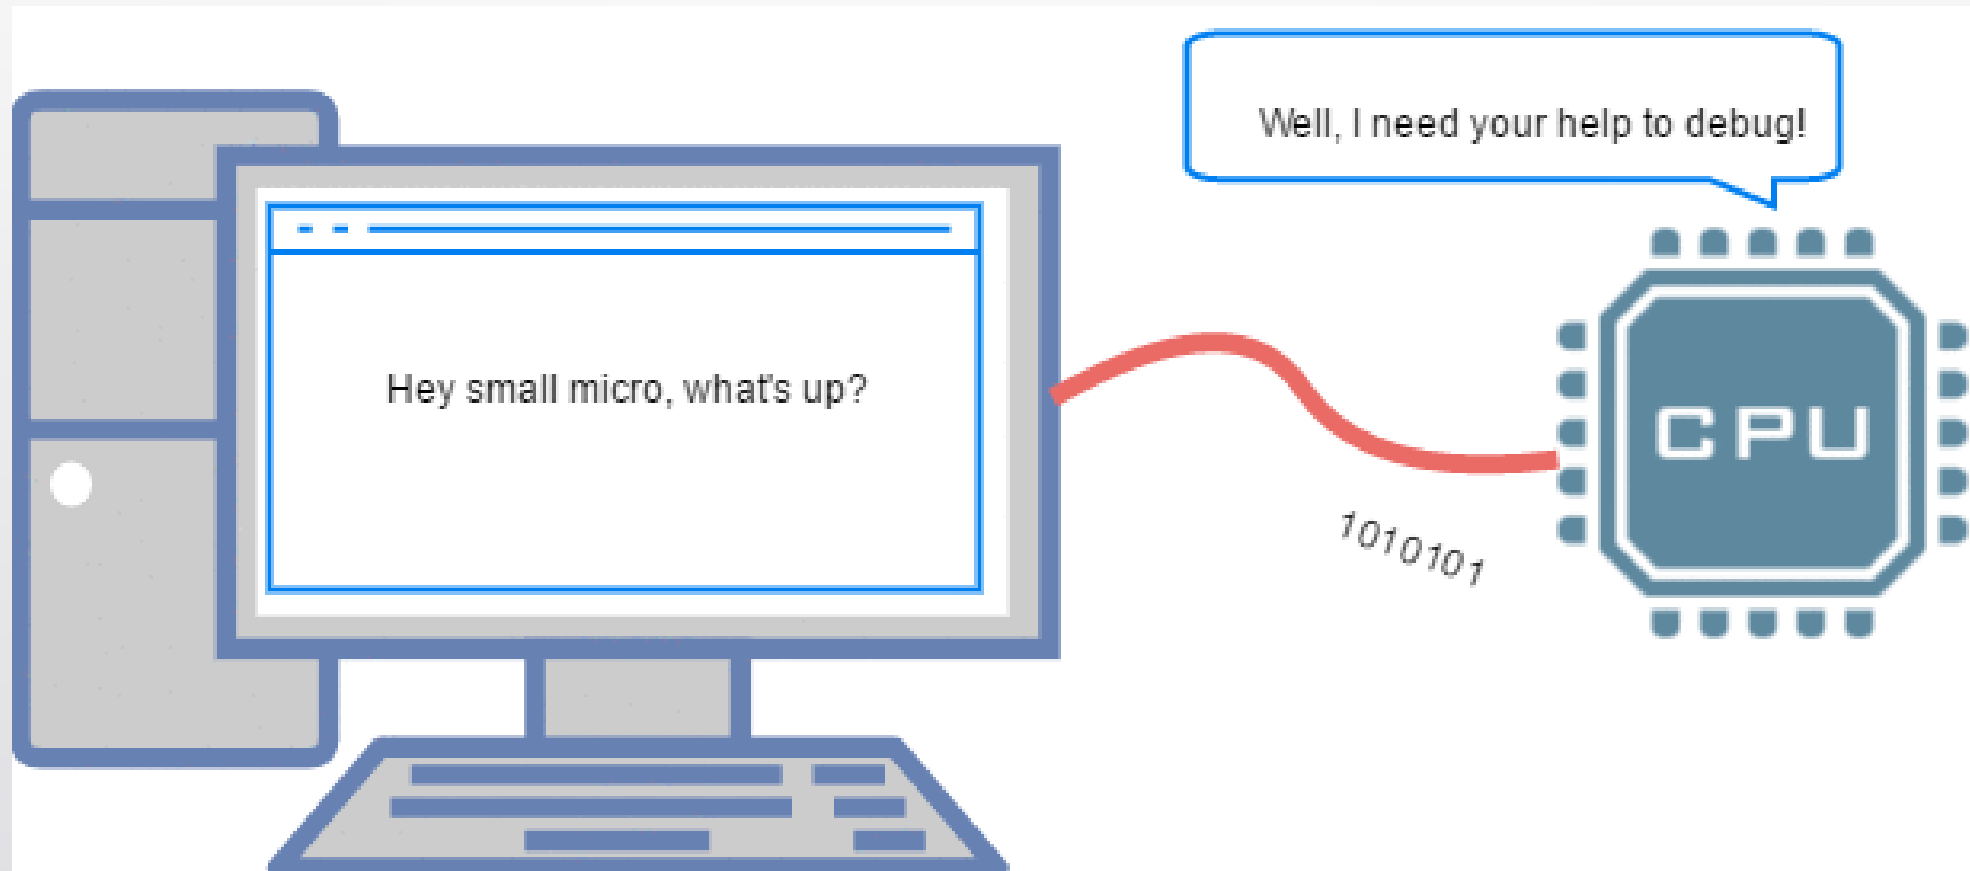 Well, I need your help to debug!
Hey small micro, what's up?
CPU
1010101